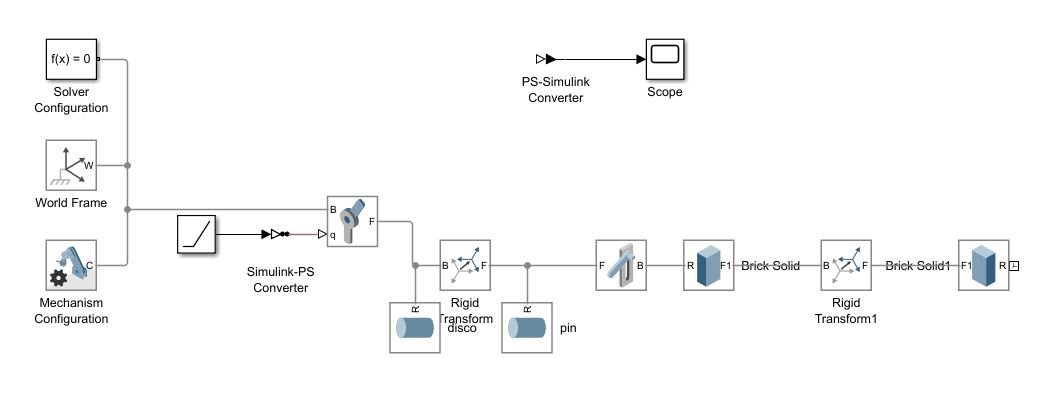 f(x) = 0
Solver
Configuration
PS-Simulink
Converter
Scope
W
World Frame
B
F
q
Simulink-PS
Converter
C
Mechanism
Configuration
B
F
Rigid
Transform
R
disco
R
pin
F
B
R
F1
Brick Solid
B
F
Rigid
Transform1
Brick Solid1
F1
R